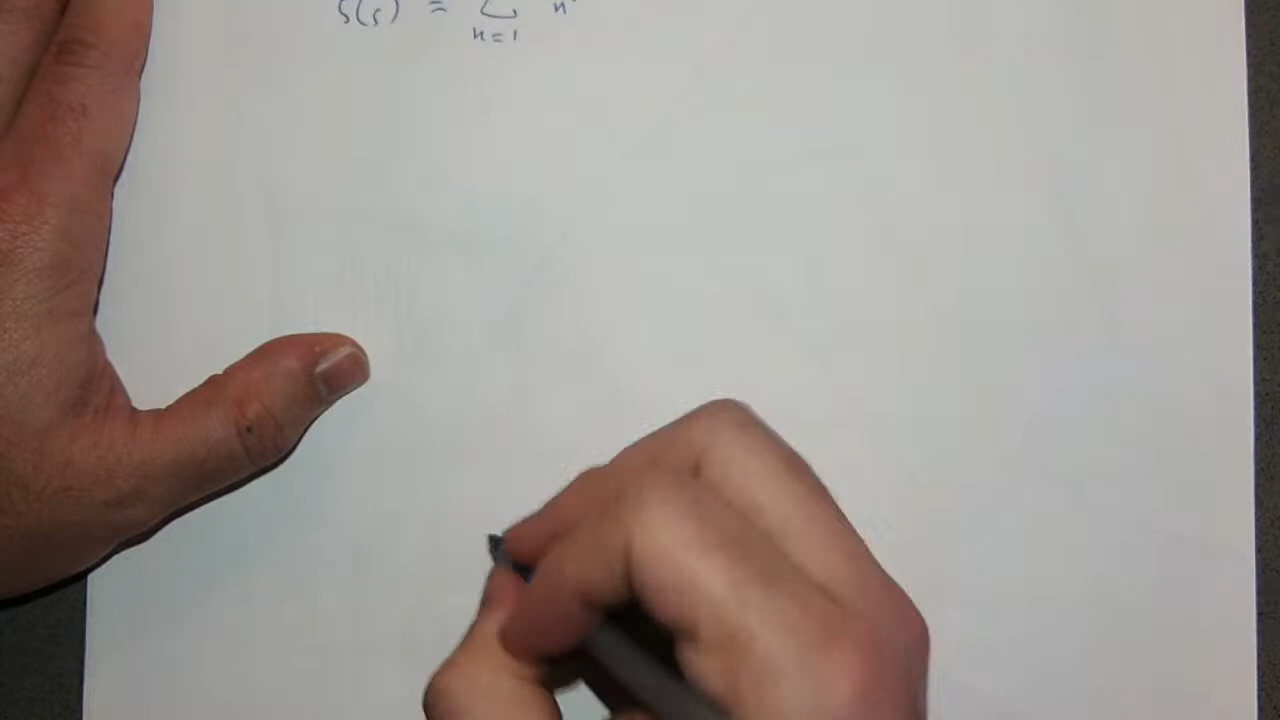 ζ(s) = Σ n^s
n=1